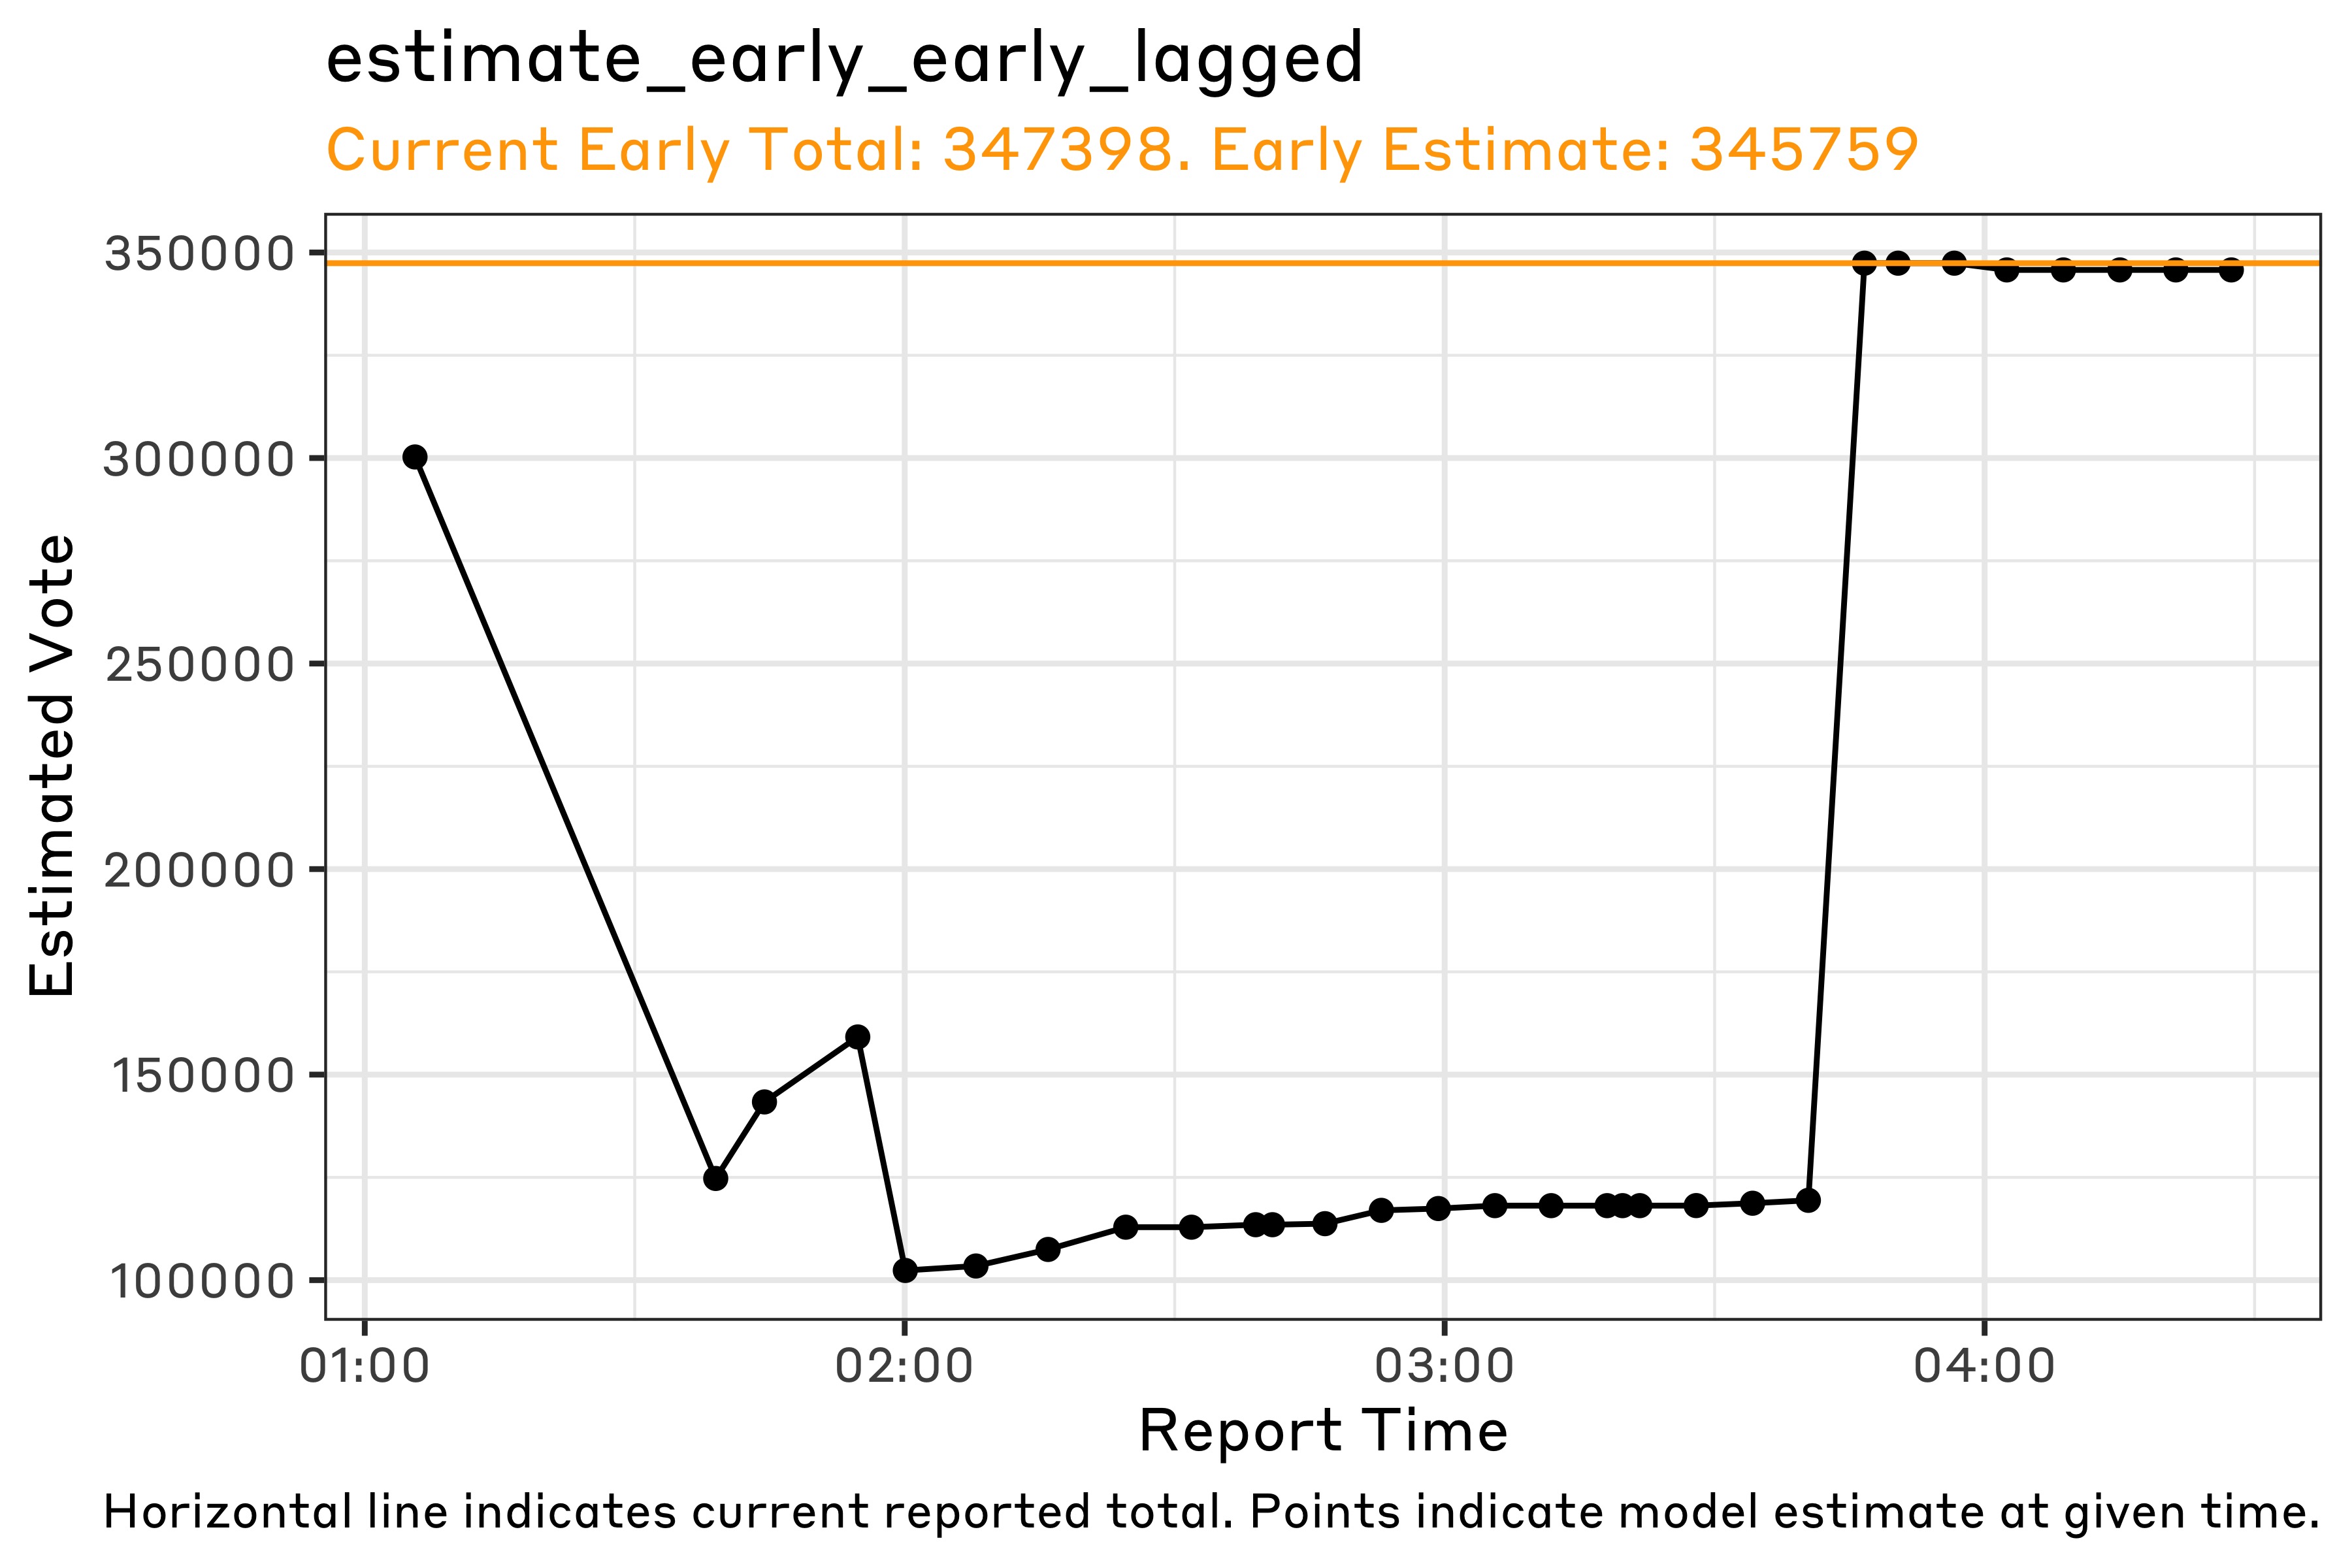 estimate_early_early_lagged
Current Early Total: 347398. Early Estimate: 345759
350000
300000
250000
200000
150000
100000
Estimated Vote
01:00 02:00 03:00 04:00
Report Time
Horizontal line indicates current reported total. Points indicate model estimate at given time.